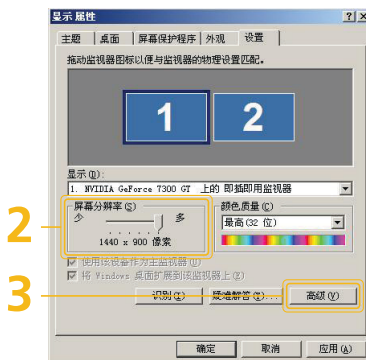 显示 属性
主题 桌面 屏幕保护程序 外观 设置
拖动监视器图标以便与监视器的物理设置匹配。
1 2
显示(D):
1. NVIDIA GeForce 7300 GT 上的 即插即用监视器
屏幕分辨率(S)
少 多
1440 x 900 像素
颜色质量(C)
最高(32 位)
2
使用该设备作为主监视器(U)
将 Windows 桌面扩展到该监视器上(E)
3
识别(I) 疑难解答(T)... 高级(V)
确定 取消 应用(A)